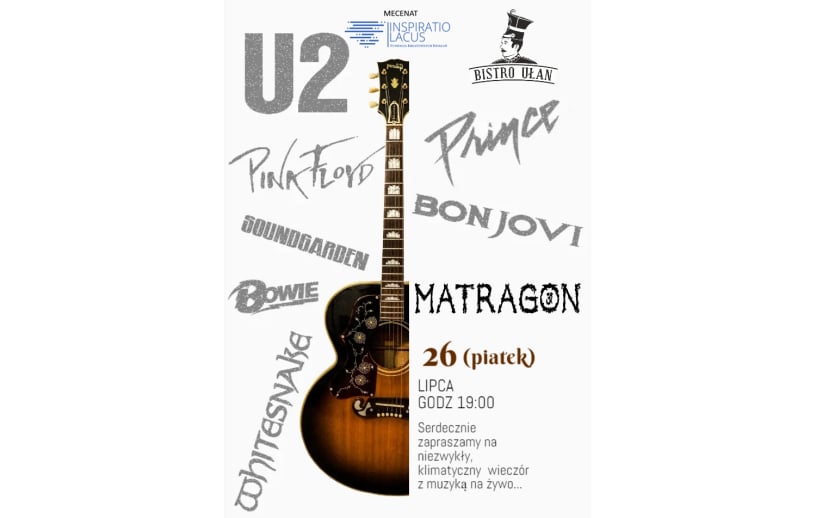 MECENAT
INSPIRATIO
LACUS
U2
BISTRO UŁAN
Prince
PINK FLOYD
BON JOVI
SOUNDGARDEN
BOWIE
MATRAGON
WHITESNAKE
26 (piatek)
LIPCA
GODZ 19:00
Serdecznie
zapraszamy na
niezwykły,
klimatyczny wieczór
z muzyką na żywo...